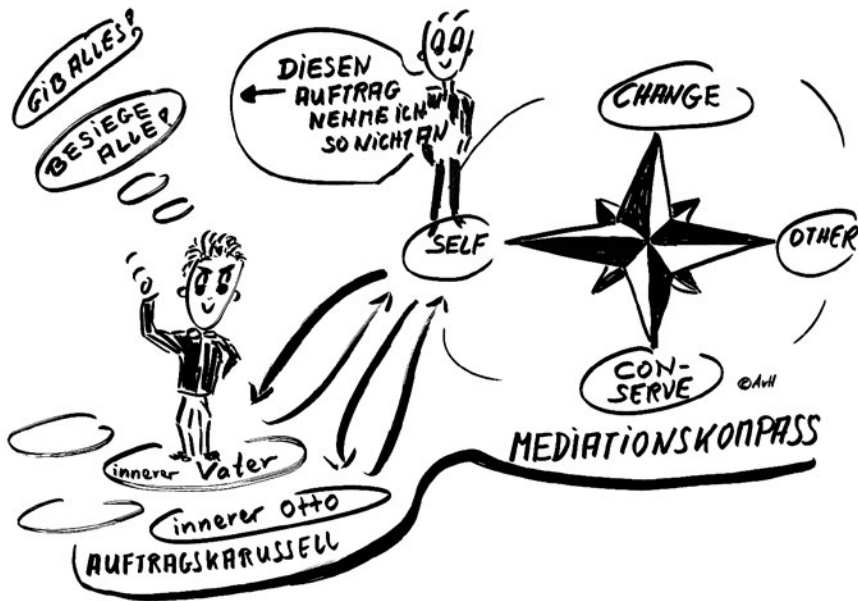 GIB ALLES!
BESIEGE
ALLE!
DIESEN
AUFTRAG
NEHME ICH
SO NICHT AN
CHANGE
SELF
OTHER
CON-
SERVE
©AvH
MEDIATIONSKOMPASS
innerer Vater
innerer OTTO
AUFTRAGSKARUSSELL